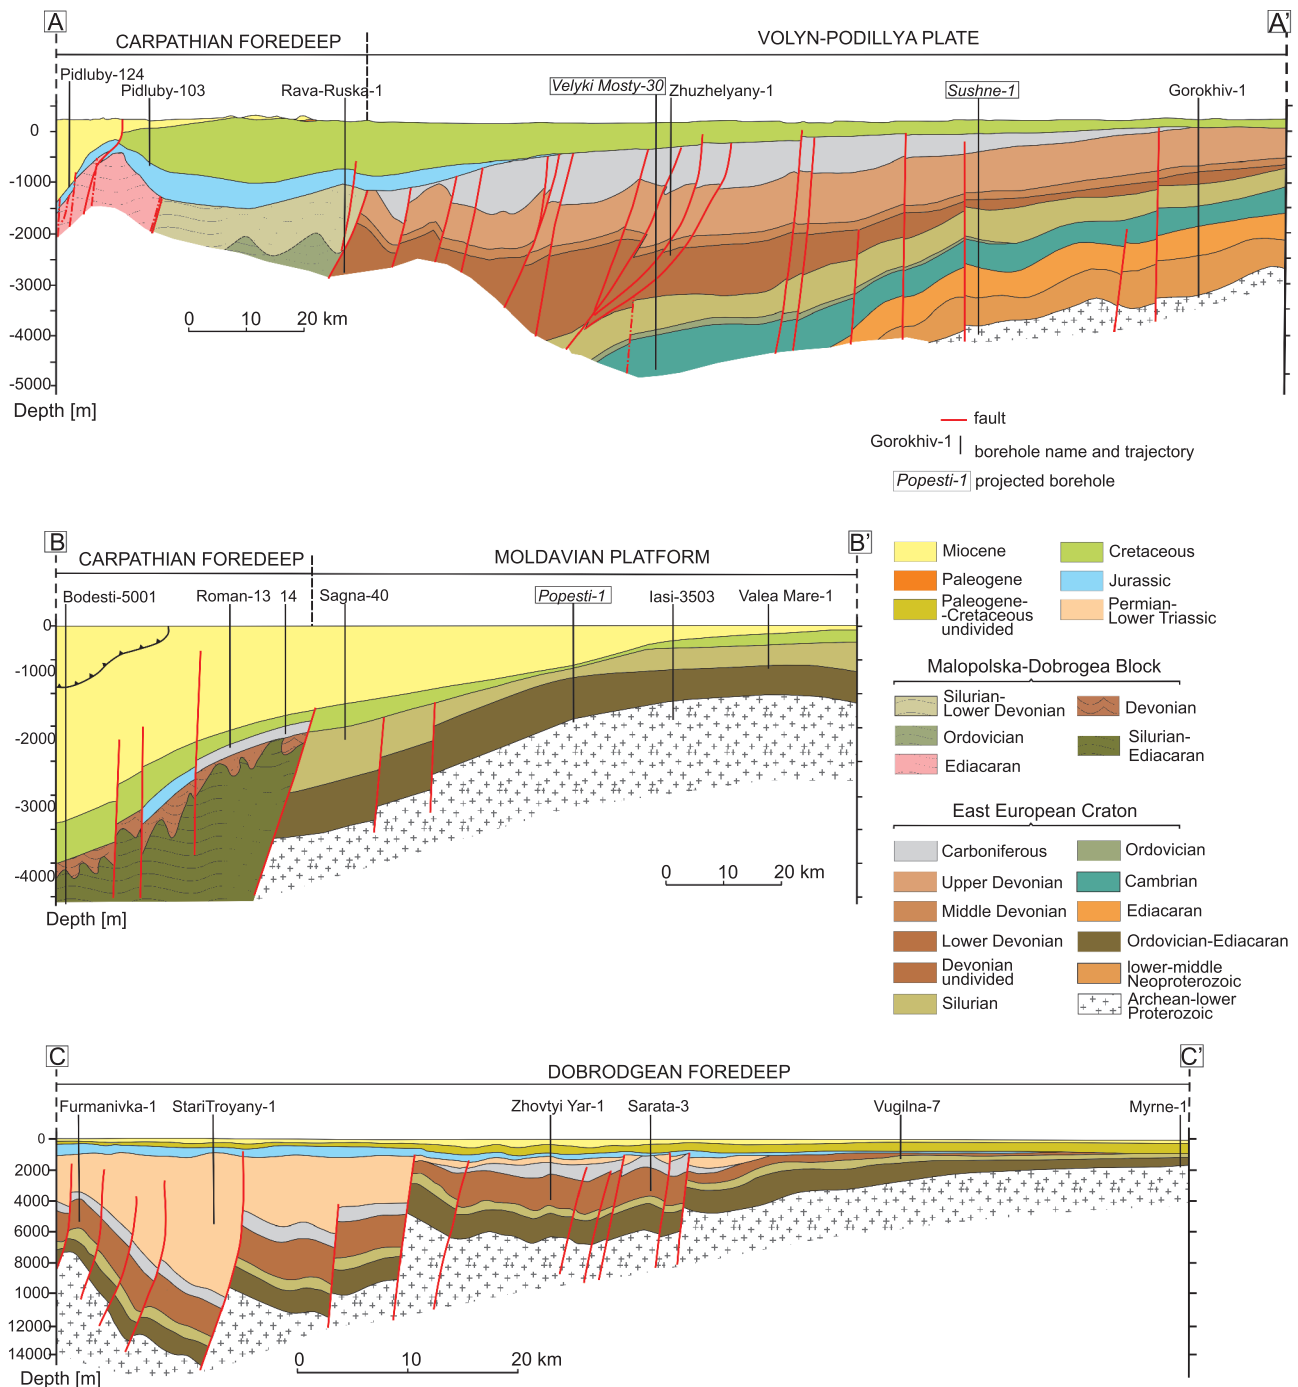 A
A'
CARPATHIAN FOREDEEP
VOLYN-PODILLYA PLATE
Pidluby-124
Pidluby-103
Rava-Ruska-1
Velyki Mosty-30
Zhuzhelyany-1
Sushne-1
Gorokhiv-1
0
-1000
-2000
-3000
-4000
-5000
Depth [m]
0 10 20 km
fault
Gorokhiv-1
borehole name and trajectory
Popesti-1 projected borehole
B
B'
CARPATHIAN FOREDEEP
MOLDAVIAN PLATFORM
Bodesti-5001
Roman-13
14
Sagna-40
Popesti-1
Iasi-3503
Valea Mare-1
0
-1000
-2000
-3000
-4000
Depth [m]
0 10 20 km
Miocene
Cretaceous
Paleogene
Jurassic
Paleogene-
-Cretaceous
undivided
Permian-
Lower Triassic
Malopolska-Dobrogea Block
Silurian-
Lower Devonian
Devonian
Ordovician
Silurian-
Ediacaran
Ediacaran
East European Craton
Carboniferous
Ordovician
Upper Devonian
Cambrian
Middle Devonian
Ediacaran
Lower Devonian
Ordovician-Ediacaran
Devonian
undivided
lower-middle
Neoproterozoic
Silurian
Archean-lower
Proterozoic
C
C'
DOBRODGEAN FOREDEEP
Furmanivka-1
StariTroyany-1
Zhovtyi Yar-1
Sarata-3
Vugilna-7
Myrne-1
0
2000
4000
6000
8000
1000
12000
14000
Depth [m]
0 10 20 km